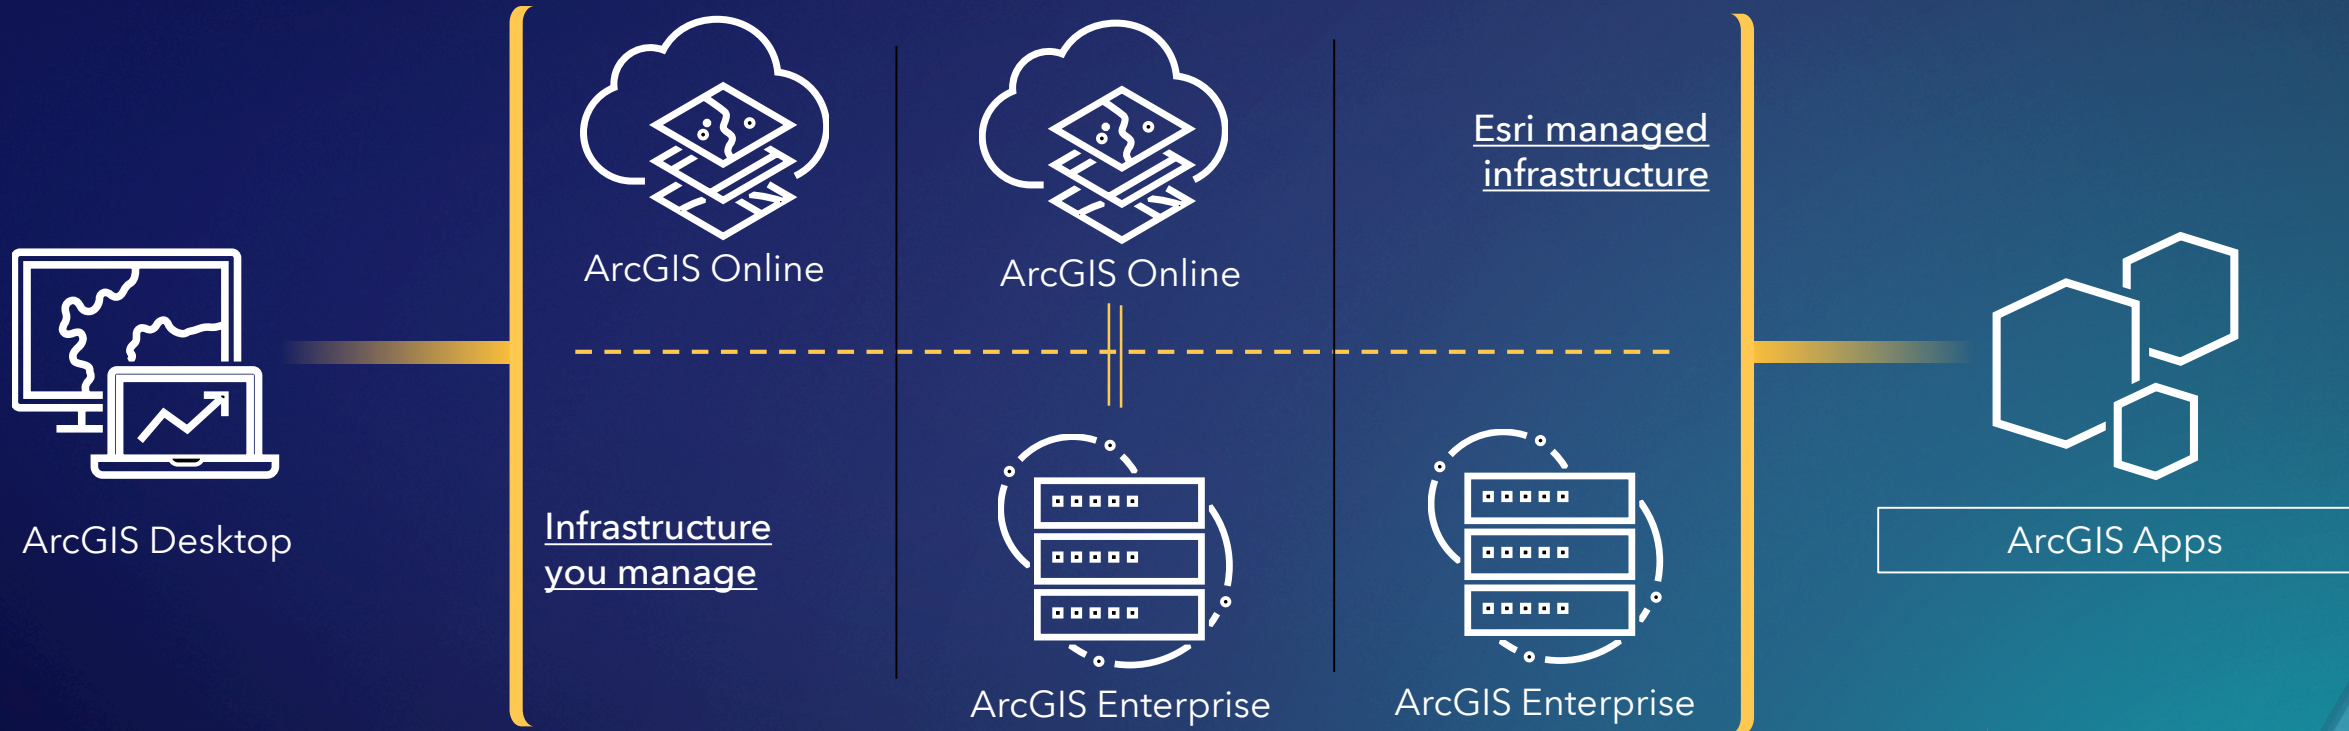 ArcGIS Online
ArcGIS Online
Esri managed
infrastructure
ArcGIS Desktop
Infrastructure
you manage
ArcGIS Enterprise
ArcGIS Enterprise
ArcGIS Apps